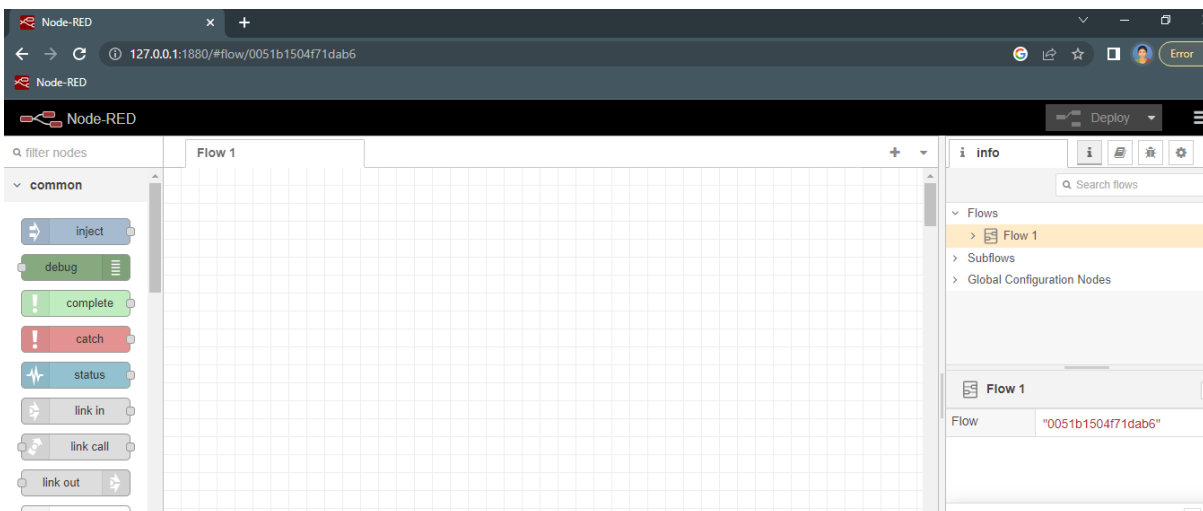 Node-RED
127.0.0.1:1880/#flow/0051b1504f71dab6
Error
Node-RED
Node-RED
Deploy
filter nodes
Flow 1
info
Search flows
common
inject
debug
complete
catch
status
link in
link call
link out
Flows
Flow 1
Subflows
Global Configuration Nodes
Flow 1
Flow "0051b1504f71dab6"